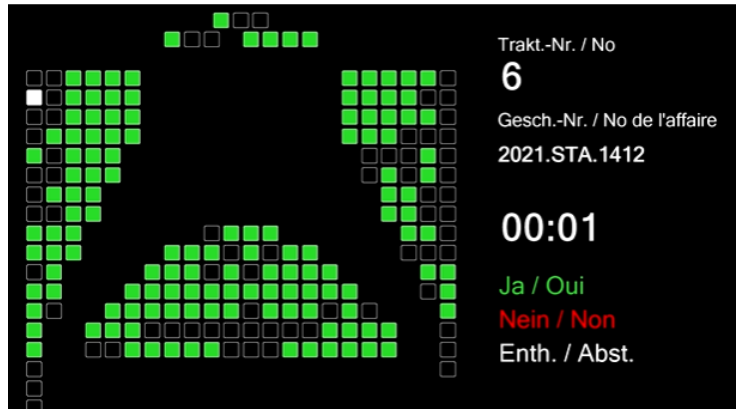 Trakt.-Nr. / No
6
Gesch.-Nr. / No de l'affaire
2021.STA.1412
00:01
Ja / Oui
Nein / Non
Enth. / Abst.